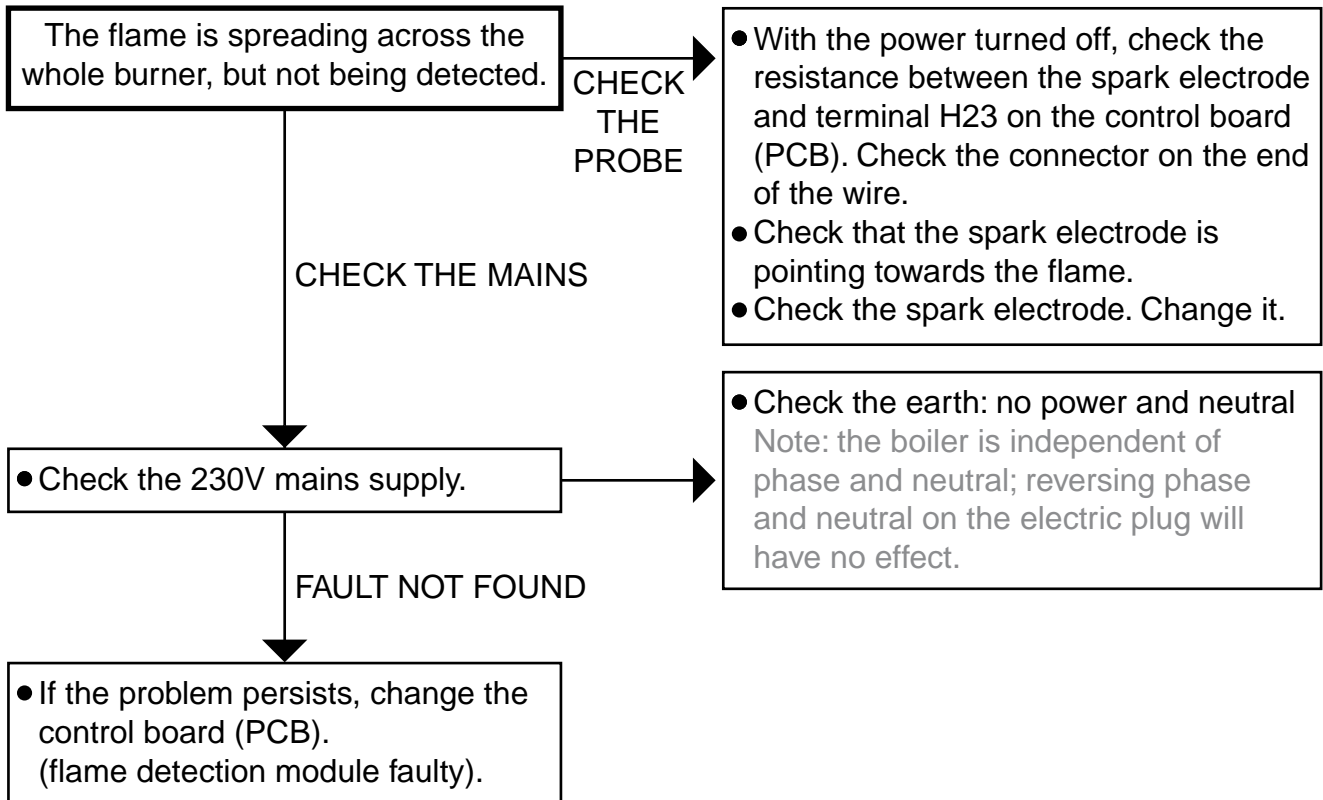 The flame is spreading across the
whole burner, but not being detected.
CHECK
THE
PROBE
● With the power turned off, check the
resistance between the spark electrode
and terminal H23 on the control board
(PCB). Check the connector on the end
of the wire.
● Check that the spark electrode is
pointing towards the flame.
● Check the spark electrode. Change it.
CHECK THE MAINS
● Check the 230V mains supply.
● Check the earth: no power and neutral
Note: the boiler is independent of
phase and neutral; reversing phase
and neutral on the electric plug will
have no effect.
FAULT NOT FOUND
● If the problem persists, change the
control board (PCB).
(flame detection module faulty).